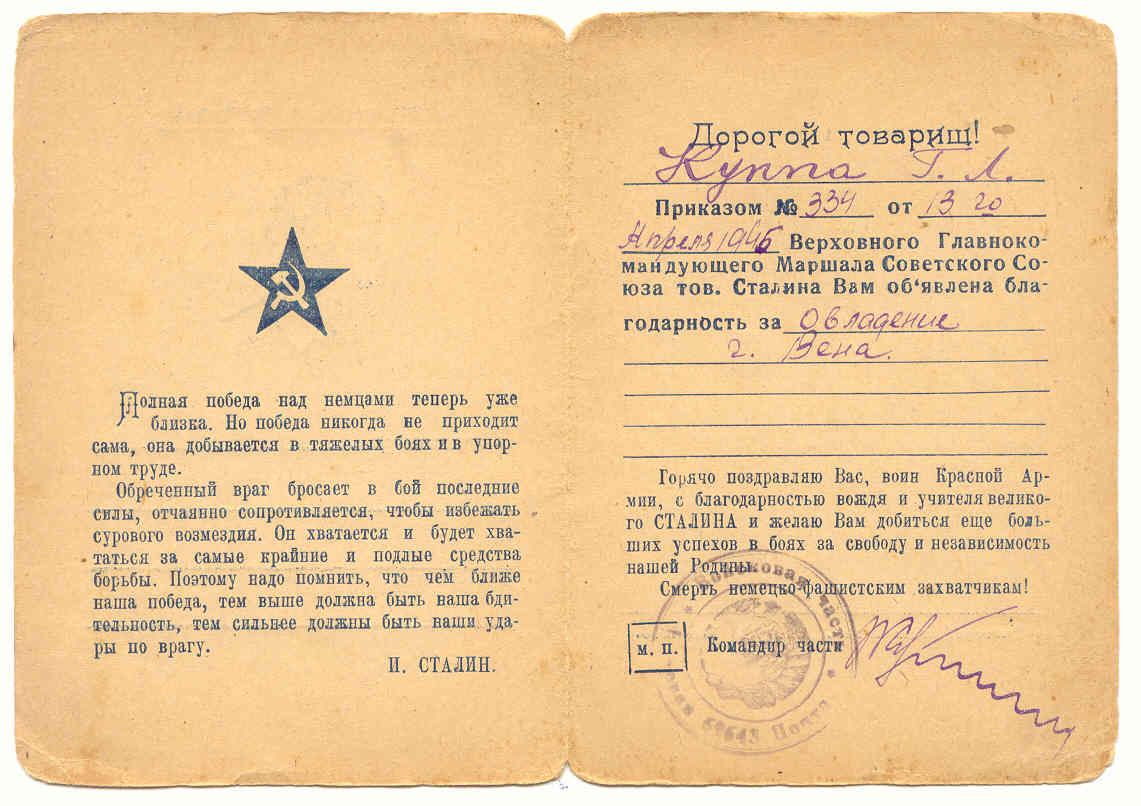 Полная победа над немцами теперь уже
близка. Но победа никогда не приходит
сама, она добывается в тяжелых боях и в упор-
ном труде.
Обреченный враг бросает в бой последние
силы, отчаянно сопротивляется, чтобы избежать
сурового возмездия. Он хватается и будет хва-
таться за самые крайние и подлые средства
борьбы. Поэтому надо помнить, что чем ближе
наша победа, тем выше должна быть наша бди-
тельность, тем сильнее должны быть наши уда-
ры по врагу.
И. СТАЛИН.
Дорогой товарищ!
Куппа Г. Л.
Приказом № 334 от 13 го
Апреля 1945 Верховного Главноко-
мандующего Маршала Советского Со-
юза тов. Сталина Вам об‘явлена бла-
годарность за Овладение
г. Вена.
Горячо поздравляю Вас, воин Красной Ар-
мии, с благодарностью вождя и учителя велико-
го СТАЛИНА и желаю Вам добиться еще боль-
ших успехов в боях за свободу и независимость
нашей Родины.
Смерть немецко-фашистским захватчикам!
м. п. Командир части
часть
Почта